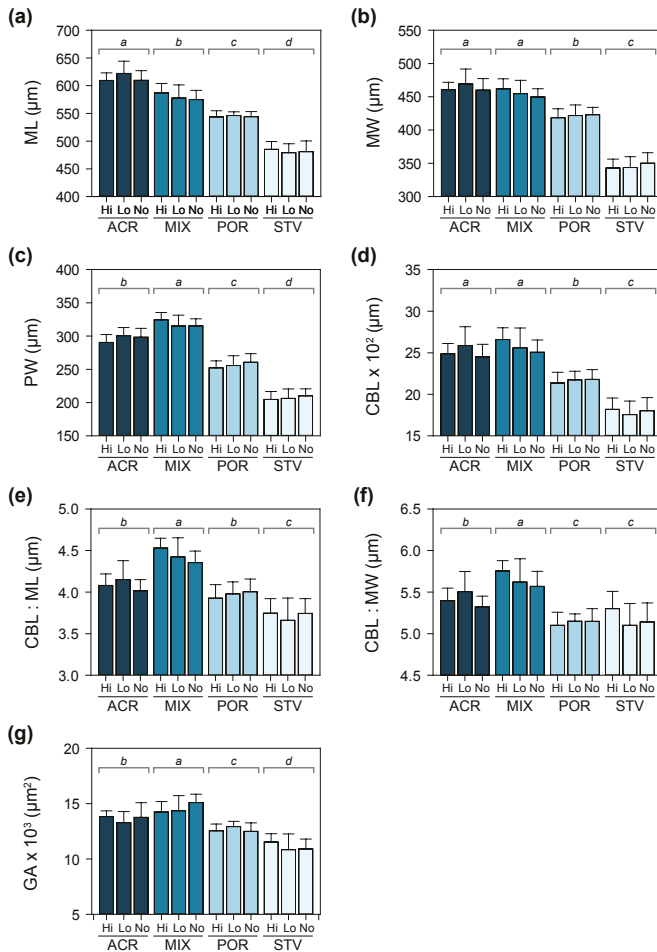 (a)
700
650
600
550
500
450
400
ML (µm)
a b c d
Hi Lo No Hi Lo No Hi Lo No Hi Lo No
ACR MIX POR STV
(b)
500
450
400
350
300
MW (µm)
a a b c
Hi Lo No Hi Lo No Hi Lo No Hi Lo No
ACR MIX POR STV
(c)
400
350
300
250
200
150
PW (µm)
b a c d
Hi Lo No Hi Lo No Hi Lo No Hi Lo No
ACR MIX POR STV
(d)
35
25
20
15
CBL x 10² (µm)
a a b c
Hi Lo No Hi Lo No Hi Lo No Hi Lo No
ACR MIX POR STV
(e)
5.0
4.5
4.0
3.5
3.0
CBL : ML (µm)
b a b c
Hi Lo No Hi Lo No Hi Lo No Hi Lo No
ACR MIX POR STV
(f)
6.5
6.0
5.5
5.0
4.5
CBL : MW (µm)
b a c c
Hi Lo No Hi Lo No Hi Lo No Hi Lo No
ACR MIX POR STV
(g)
20
15
10
5
GA x 10³ (µm²)
b a c d
Hi Lo No Hi Lo No Hi Lo No Hi Lo No
ACR MIX POR STV